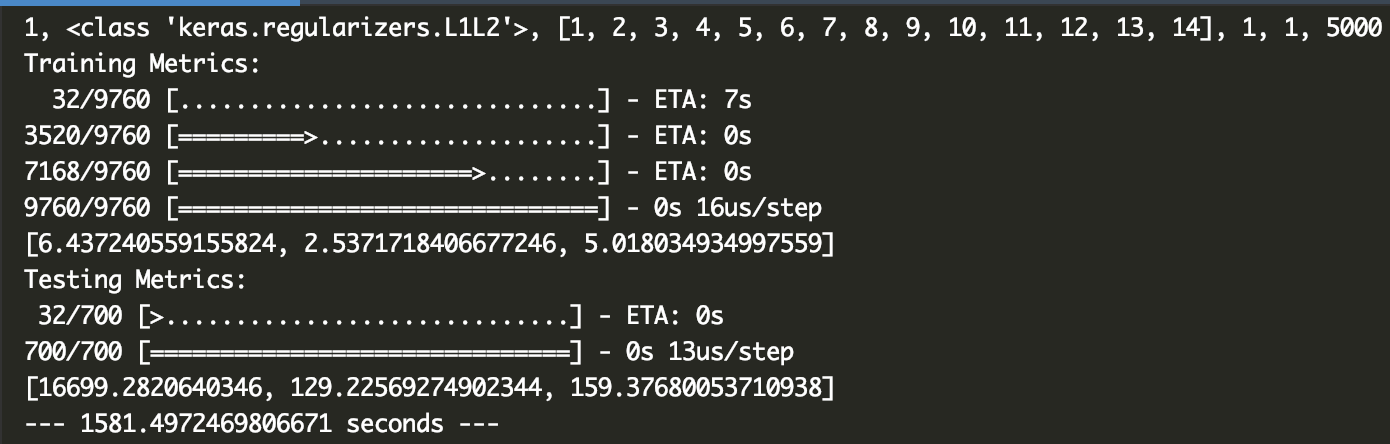 1, <class 'keras.regularizers.L1L2'>, [1, 2, 3, 4, 5, 6, 7, 8, 9, 10, 11, 12, 13, 14], 1, 1, 5000
Training Metrics:
  32/9760 [..............................] - ETA: 7s
3520/9760 [=========>....................] - ETA: 0s
7168/9760 [=====================>........] - ETA: 0s
9760/9760 [==============================] - 0s 16us/step
[6.437240559155824, 2.5371718406677246, 5.018034934997559]
Testing Metrics:
 32/700 [>.............................] - ETA: 0s
700/700 [==============================] - 0s 13us/step
[16699.2820640346, 129.22569274902344, 159.37680053710938]
--- 1581.4972469806671 seconds ---